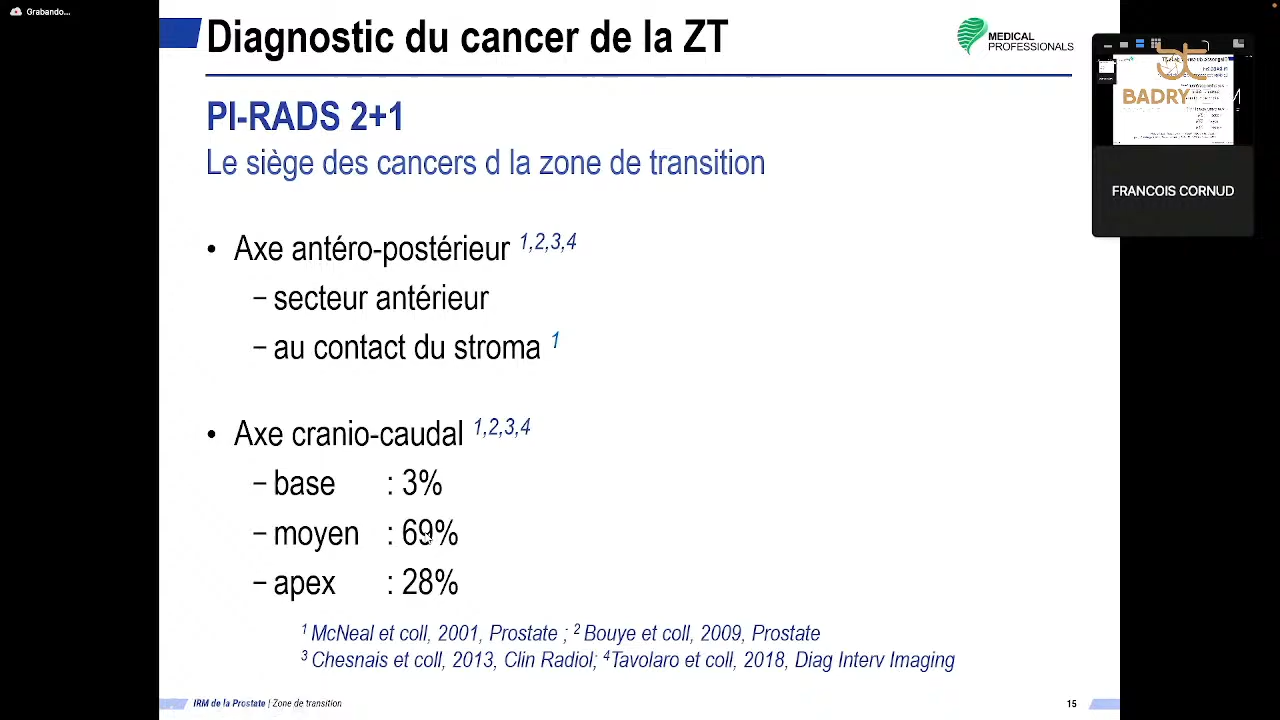 Grabando...
Diagnostic du cancer de la ZT
MEDICAL
PROFESSIONALS
PI-RADS 2+1
Le siège des cancers d la zone de transition
• Axe antéro-postérieur 1,2,3,4
– secteur antérieur
– au contact du stroma 1
• Axe cranio-caudal 1,2,3,4
– base : 3%
– moyen : 69%
– apex : 28%
1 McNeal et coll, 2001, Prostate ; 2 Bouye et coll, 2009, Prostate
3 Chesnais et coll, 2013, Clin Radiol; 4Tavolaro et coll, 2018, Diag Interv Imaging
IRM de la Prostate | Zone de transition
15
BADRY
FRANCOIS CORNUD